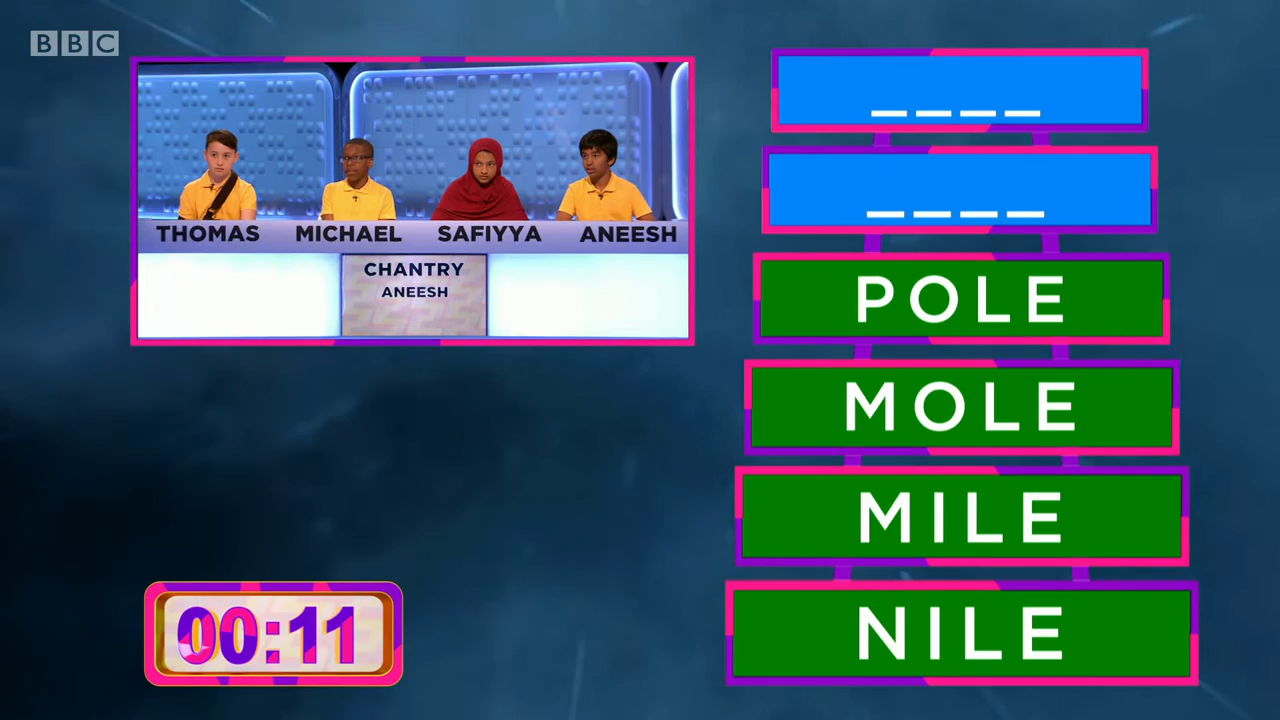 BBC
THOMAS MICHAEL SAFIYYA ANEESH
CHANTRY
ANEESH
POLE
MOLE
MILE
NILE
00:11